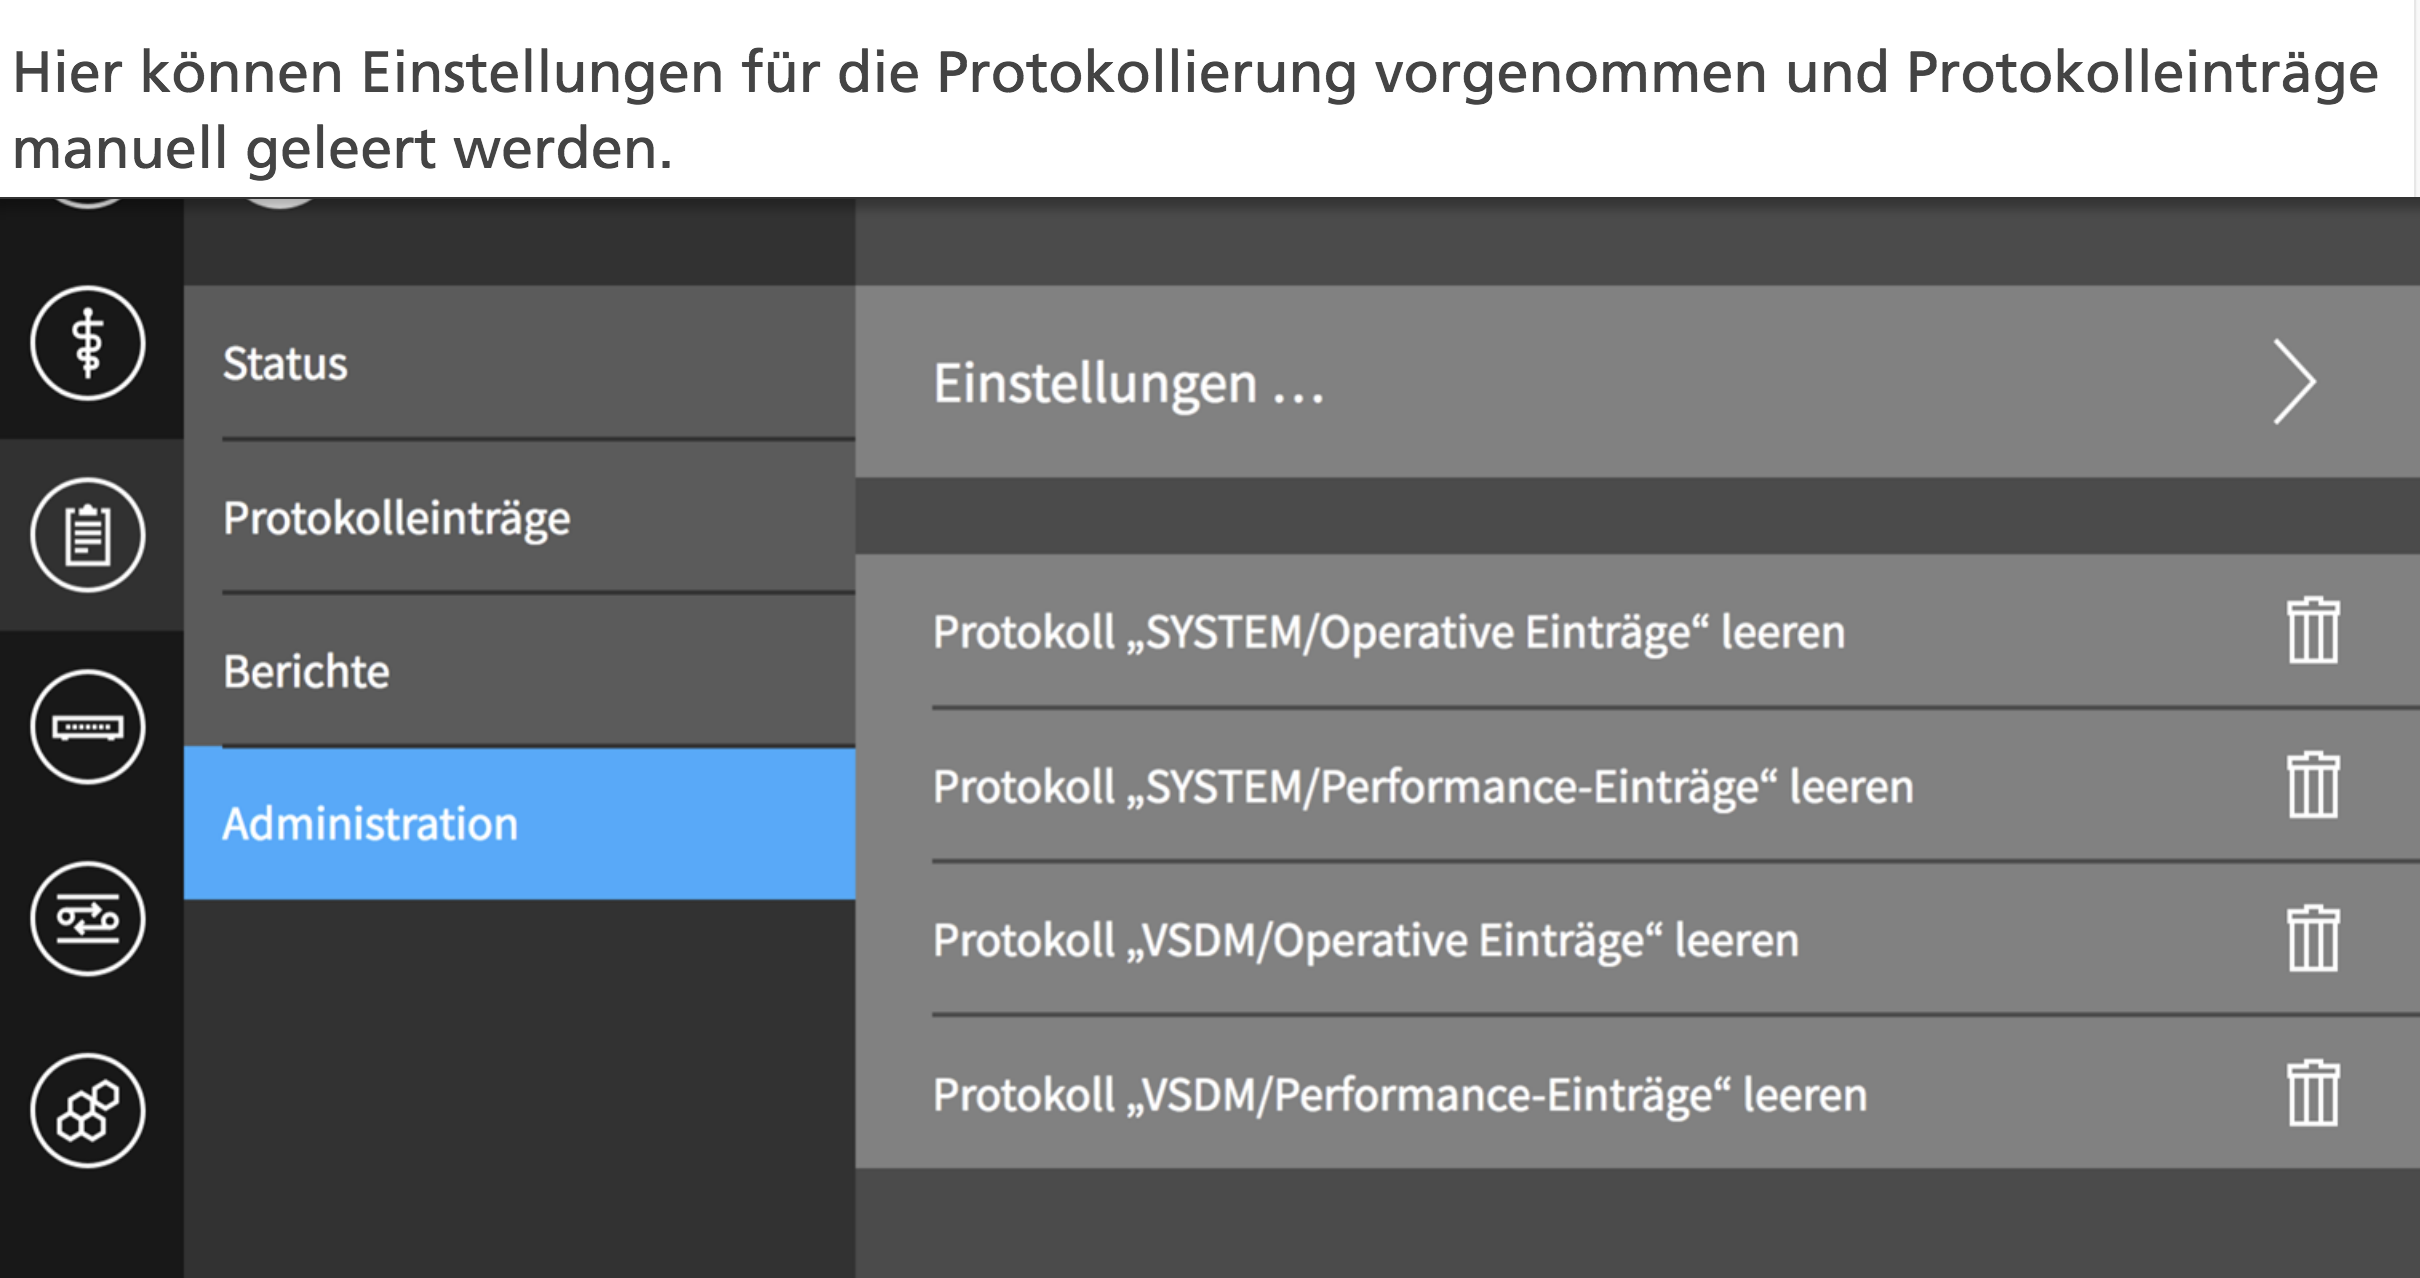 Hier können Einstellungen für die Protokollierung vorgenommen und Protokolleinträge
manuell geleert werden.
Status
Protokolleinträge
Berichte
Administration
Einstellungen …
Protokoll „SYSTEM/Operative Einträge“ leeren
Protokoll „SYSTEM/Performance-Einträge“ leeren
Protokoll „VSDM/Operative Einträge“ leeren
Protokoll „VSDM/Performance-Einträge“ leeren